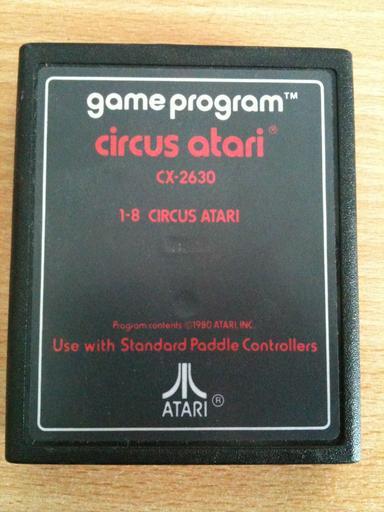 game program™
circus atari®
CX-2630
1-8 CIRCUS ATARI
Program contents ©1980 ATARI, INC.
Use with Standard Paddle Controllers
ATARI®